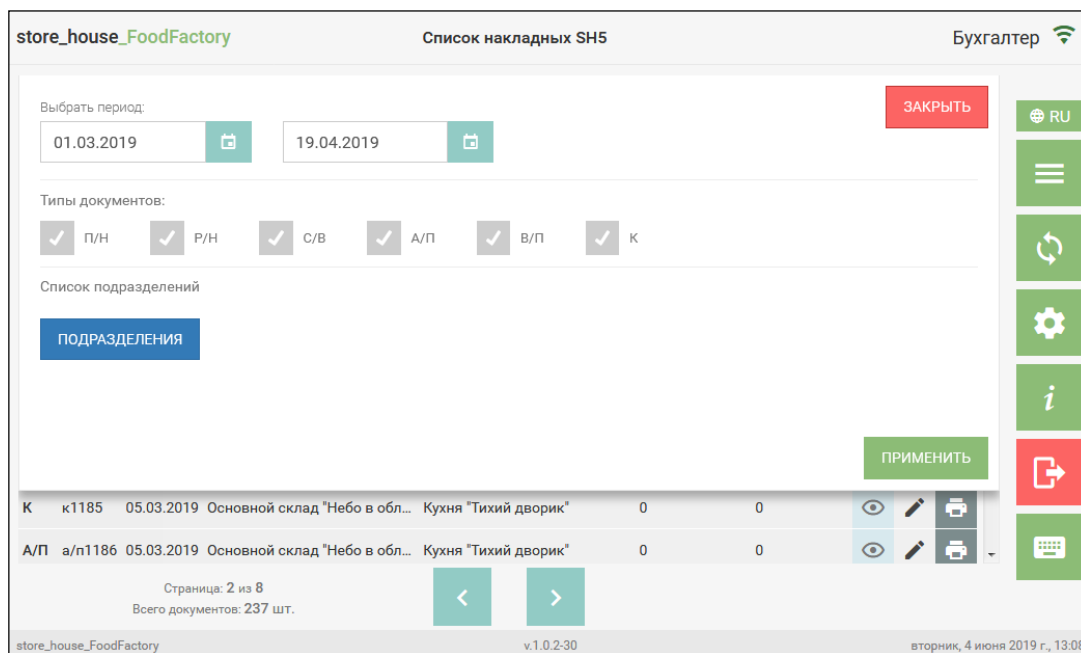 store_house_FoodFactory Список накладных SH5 Бухгалтер
Выбрать период: ЗАКРЫТЬ
RU
01.03.2019 19.04.2019
Типы документов:
П/Н Р/Н С/В А/П В/П К
Список подразделений
ПОДРАЗДЕЛЕНИЯ
i
ПРИМЕНИТЬ
К к1185 05.03.2019 Основной склад "Небо в обл... Кухня "Тихий дворик" 0 0
А/П а/п1186 05.03.2019 Основной склад "Небо в обл... Кухня "Тихий дворик" 0 0
Страница: 2 из 8
Всего документов: 237 шт.
store_house_FoodFactory v.1.0.2-30 вторник, 4 июня 2019 г., 13:08